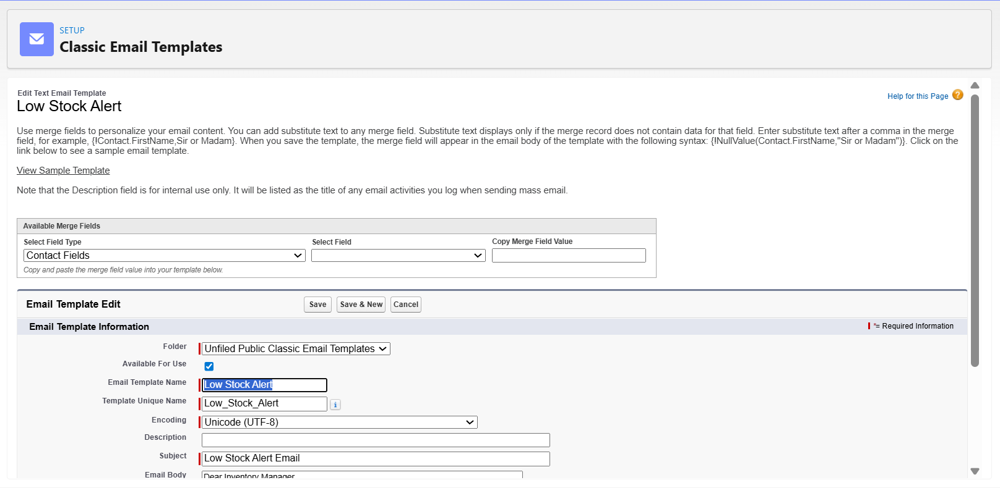 SETUP
Classic Email Templates
Edit Text Email Template
Low Stock Alert
Help for this Page
Use merge fields to personalize your email content. You can add substitute text to any merge field. Substitute text displays only if the merge record does not contain data for that field. Enter substitute text after a comma in the merge
field, for example, {!Contact.FirstName,Sir or Madam}. When you save the template, the merge field will appear in the email body of the template with the following syntax: {!NullValue(Contact.FirstName,"Sir or Madam")}. Click on the
link below to see a sample email template.
View Sample Template
Note that the Description field is for internal use only. It will be listed as the title of any email activities you log when sending mass email.
Available Merge Fields
Select Field Type
Select Field
Copy Merge Field Value
Contact Fields
Copy and paste the merge field value into your template below.
Email Template Edit
Save
Save & New
Cancel
Email Template Information
*= Required Information
Folder
Unfiled Public Classic Email Templates
Available For Use
Email Template Name
Low Stock Alert
Template Unique Name
Low_Stock_Alert
i
Encoding
Unicode (UTF-8)
Description
Subject
Low Stock Alert Email
Email Body
Dear Inventory Manager